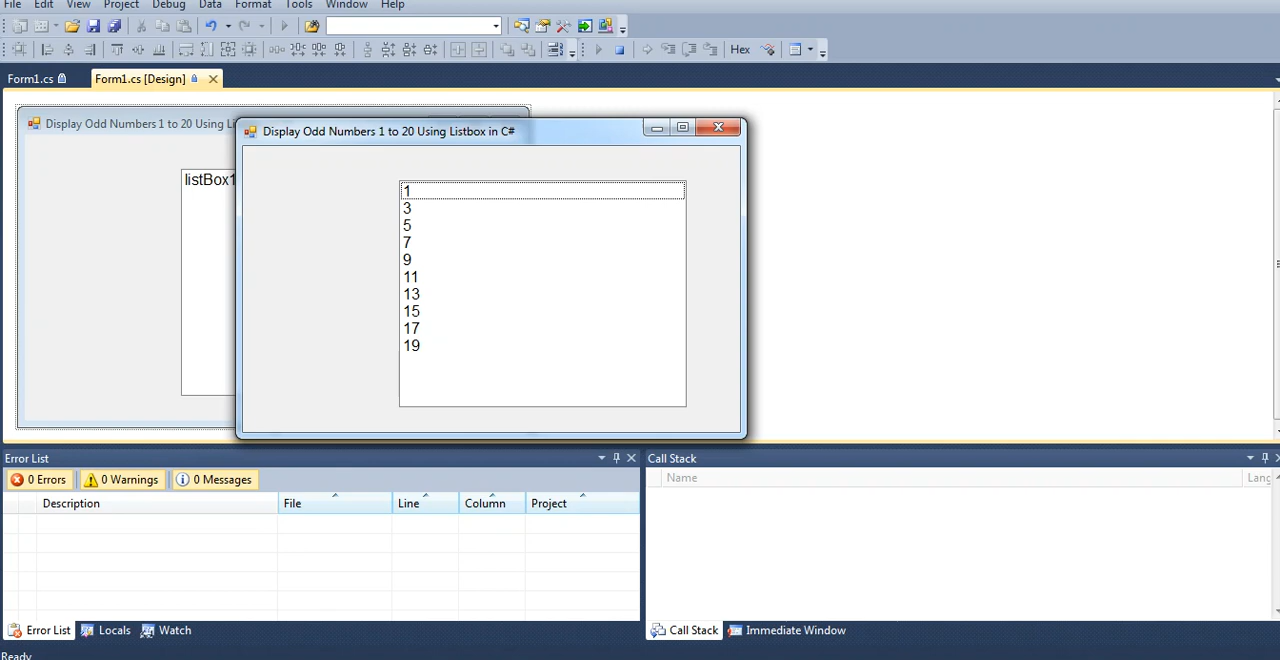 File Edit View Project Debug Data Format Tools Window Help
Hex
Form1.cs Form1.cs [Design]
Display Odd Numbers 1 to 20 Using Li
listBox1
Display Odd Numbers 1 to 20 Using Listbox in C#
1
3
5
7
9
11
13
15
17
19
Error List
0 Errors 0 Warnings 0 Messages
Description File Line Column Project
Error List Locals Watch
Call Stack
Name Lang
Call Stack Immediate Window
Ready